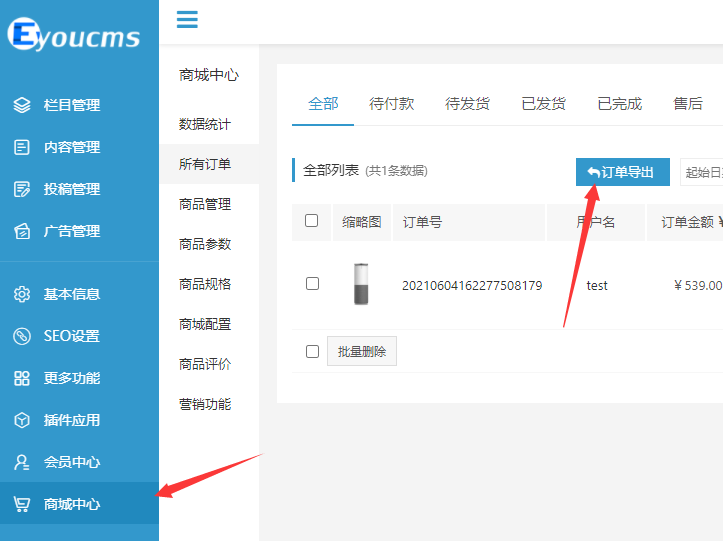 Eyoucms
栏目管理
内容管理
投稿管理
广告管理
基本信息
SEO设置
更多功能
插件应用
会员中心
商城中心
商城中心
数据统计
所有订单
商品管理
商品参数
商品规格
商城配置
商品评价
营销功能
全部 待付款 待发货 已发货 已完成 售后
全部列表 (共1条数据) 订单导出 起始日
缩略图 订单号 用户名 订单金额 ¥
20210604162277508179 test ¥ 539.00
批量删除